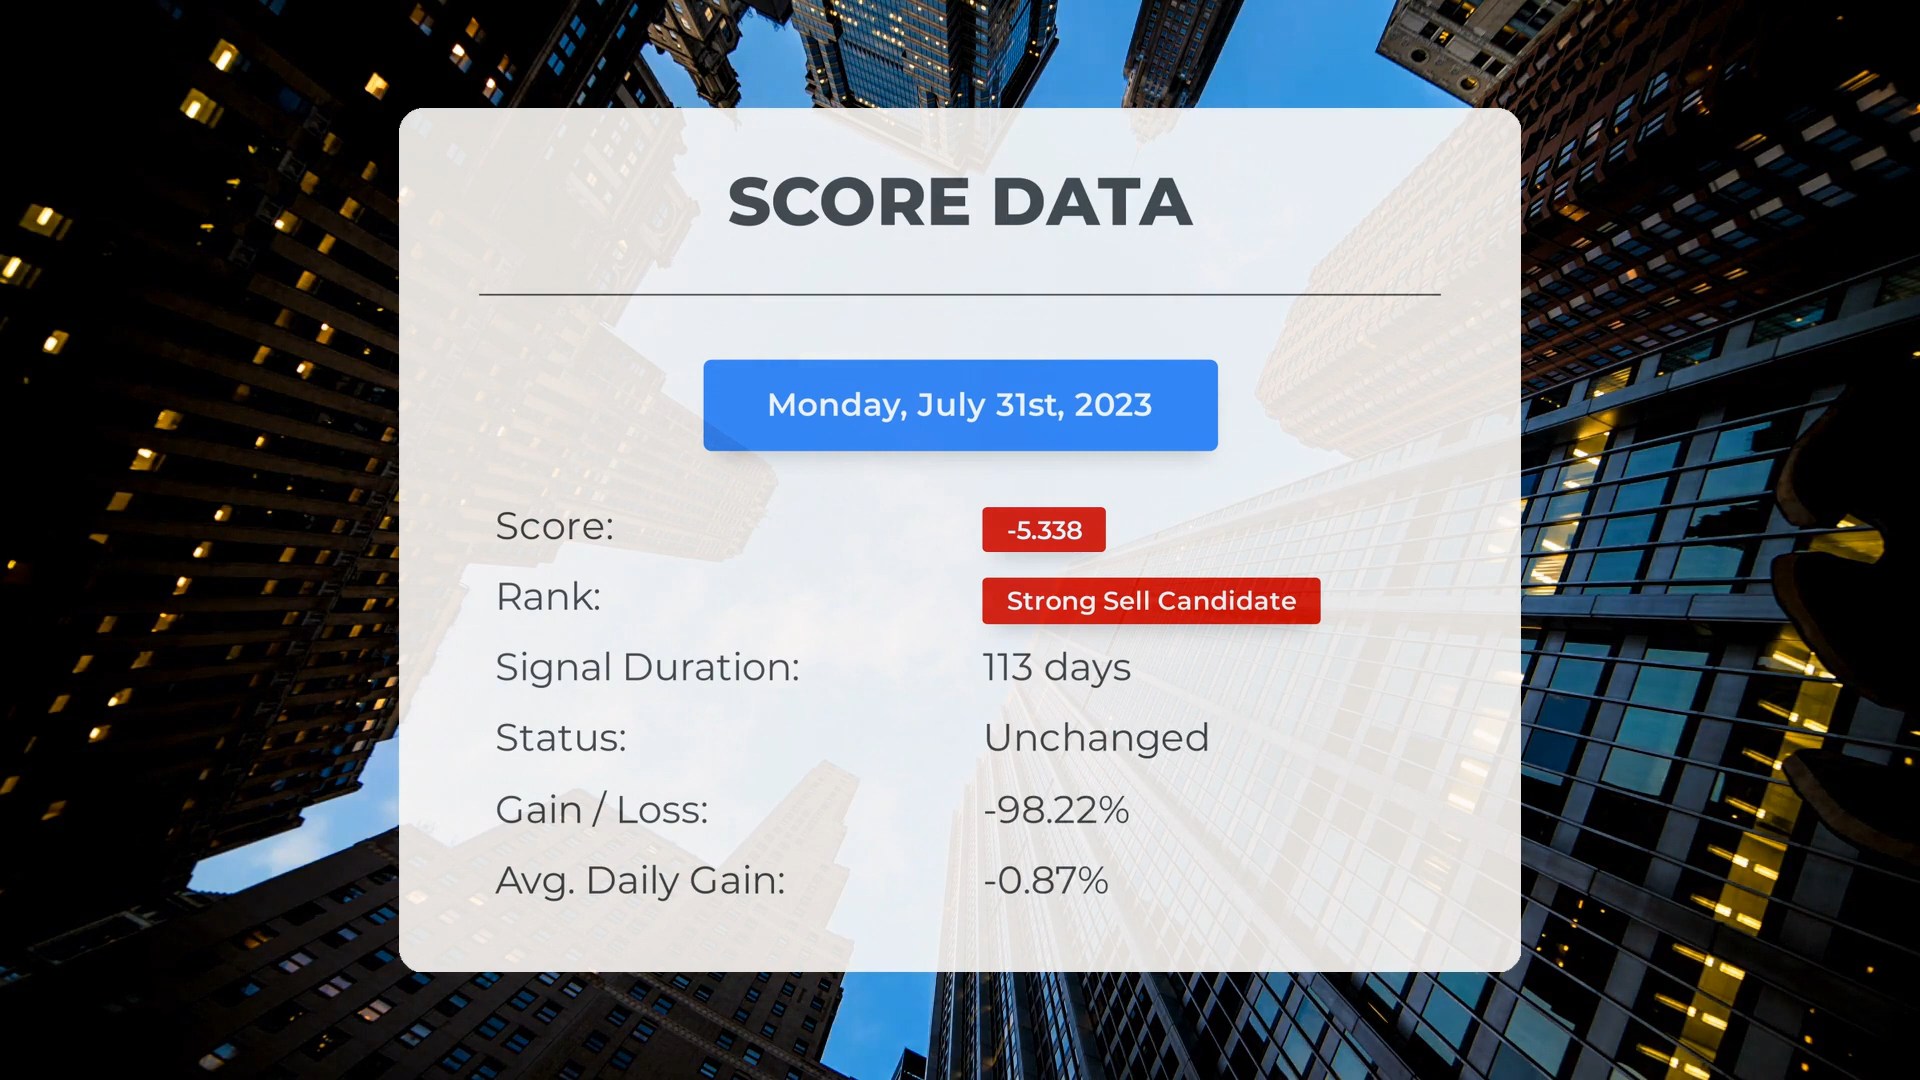 SCORE DATA
Monday, July 31st, 2023
Score: -5.338
Rank: Strong Sell Candidate
Signal Duration: 113 days
Status: Unchanged
Gain / Loss: -98.22%
Avg. Daily Gain: -0.87%